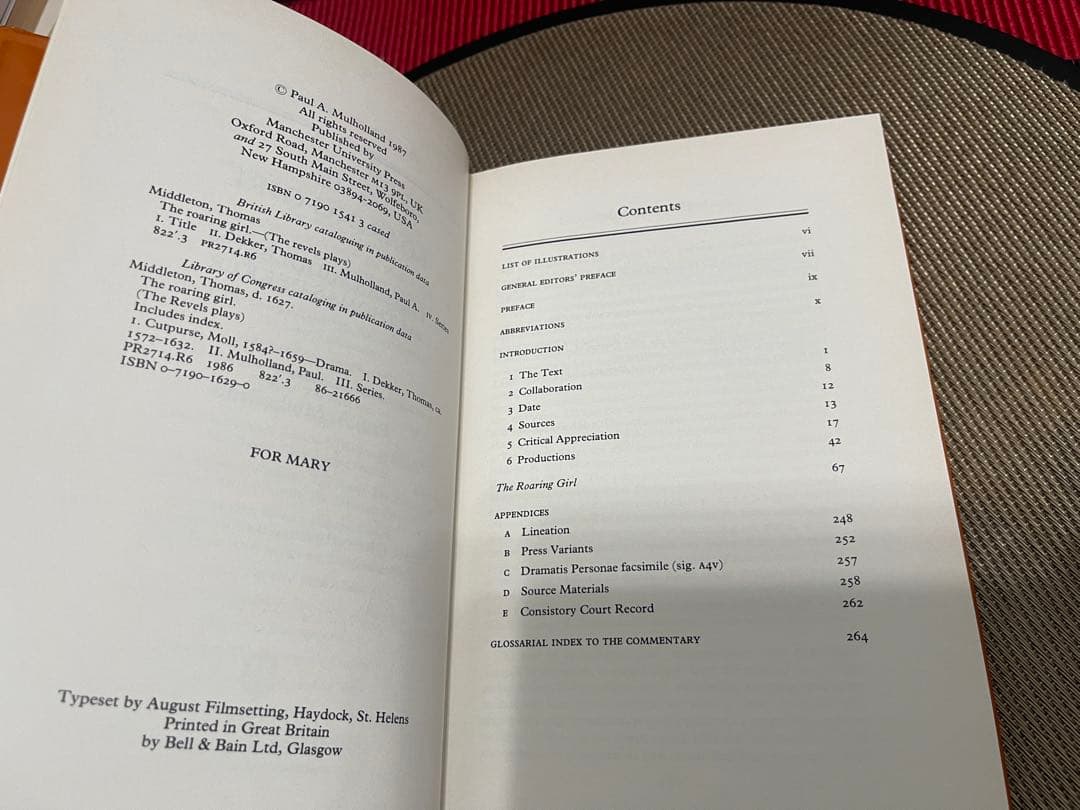 © Paul A. Mulholland 1987
All rights reserved
Published by
Manchester University Press
Oxford Road, Manchester M13 9PL, UK
and 27 South Main Street, Wolfeboro,
New Hampshire 03894-2069, USA
ISBN 0 7190 1541 3 cased
British Library cataloguing in publication data
Middleton, Thomas
The roaring girl.—(The revels plays)
I. Title II. Dekker, Thomas III. Mulholland, Paul A. IV. Series
822'.3 PR2714.R6
Library of Congress cataloging in publication data
Middleton, Thomas, d. 1627.
The roaring girl.
(The Revels plays)
Includes index.
1. Cutpurse, Moll, 1584?–1659—Drama. I. Dekker, Thomas, ca.
1572–1632. II. Mulholland, Paul. III. Series.
PR2714.R6 1986 822'.3 86–21666
ISBN 0–7190–1629–0
FOR MARY
Typeset by August Filmsetting, Haydock, St. Helens
Printed in Great Britain
by Bell & Bain Ltd, Glasgow
Contents
LIST OF ILLUSTRATIONS vi
GENERAL EDITORS' PREFACE vii
PREFACE ix
ABBREVIATIONS x
INTRODUCTION
1 The Text 1
2 Collaboration 8
3 Date 12
4 Sources 13
5 Critical Appreciation 17
6 Productions 42
The Roaring Girl 67
APPENDICES
A Lineation 248
B Press Variants 252
C Dramatis Personae facsimile (sig. A4v) 257
D Source Materials 258
E Consistory Court Record 262
GLOSSARIAL INDEX TO THE COMMENTARY 264